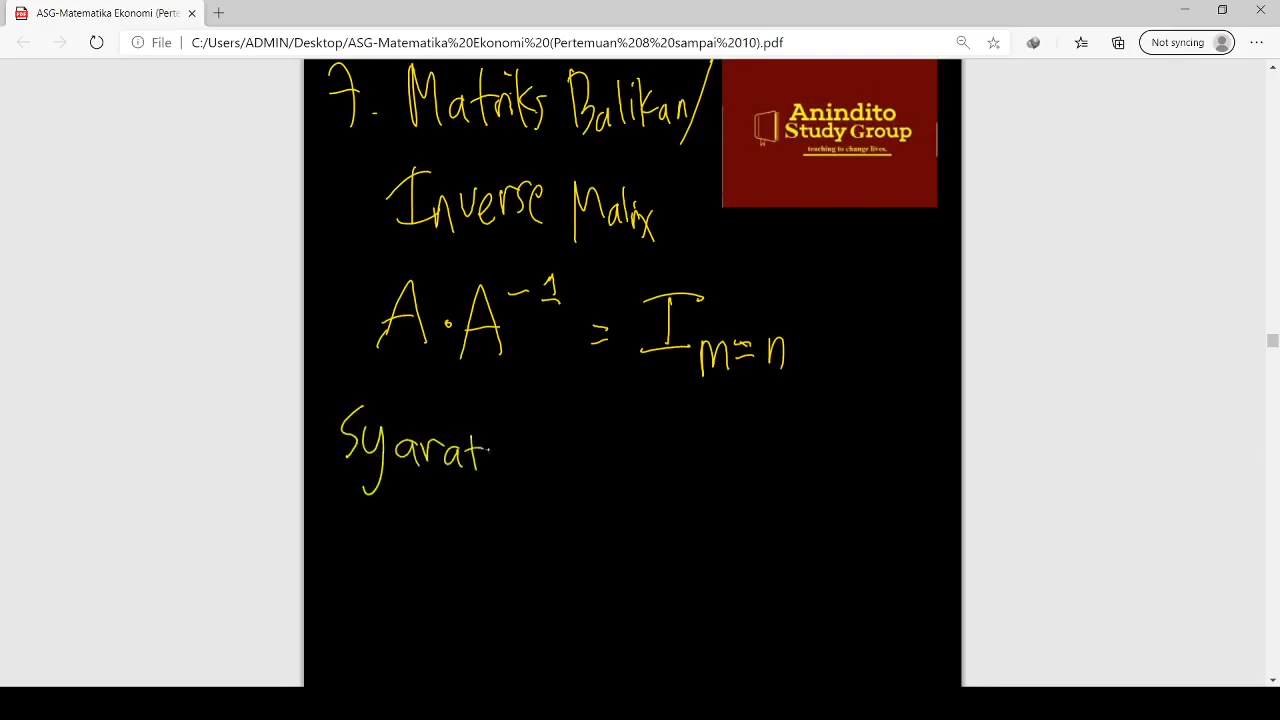 ASG-Matematika Ekonomi (Perte
File
C:/Users/ADMIN/Desktop/ASG-Matematika%20Ekonomi%20(Pertemuan%208%20sampai%2010).pdf
Not syncing
7. Matriks Balikan/
Inverse Matrix
A · A⁻¹ = I m=n
Syarat
Anindito
Study Group
teaching to change lives.